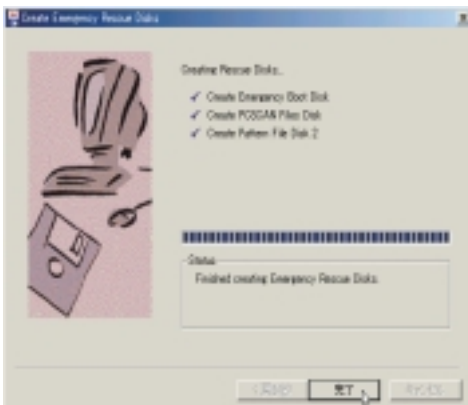 Create Emergency Rescue Disks
Creating Rescue Disks...
Create Emergency Boot Disk
Create PCSCAN Files Disk
Create Pattern File Disk 2
Status
Finished creating Emergency Rescue Disks.
完了